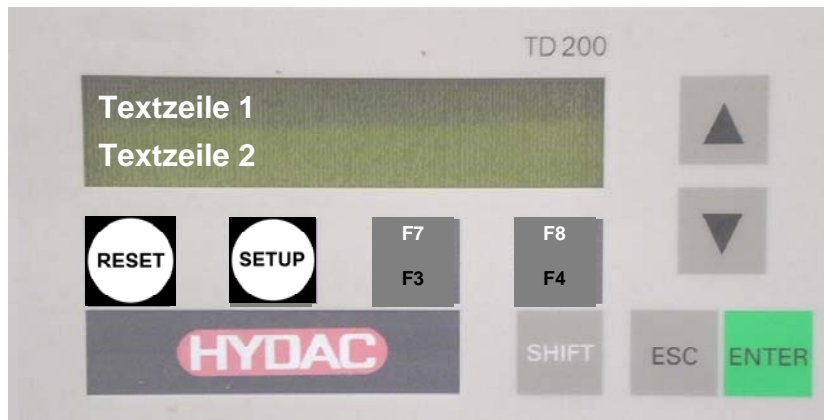 TD 200
Textzeile 1
Textzeile 2
RESET
SETUP
F7
F8
F3
F4
HYDAC
SHIFT
ESC
ENTER